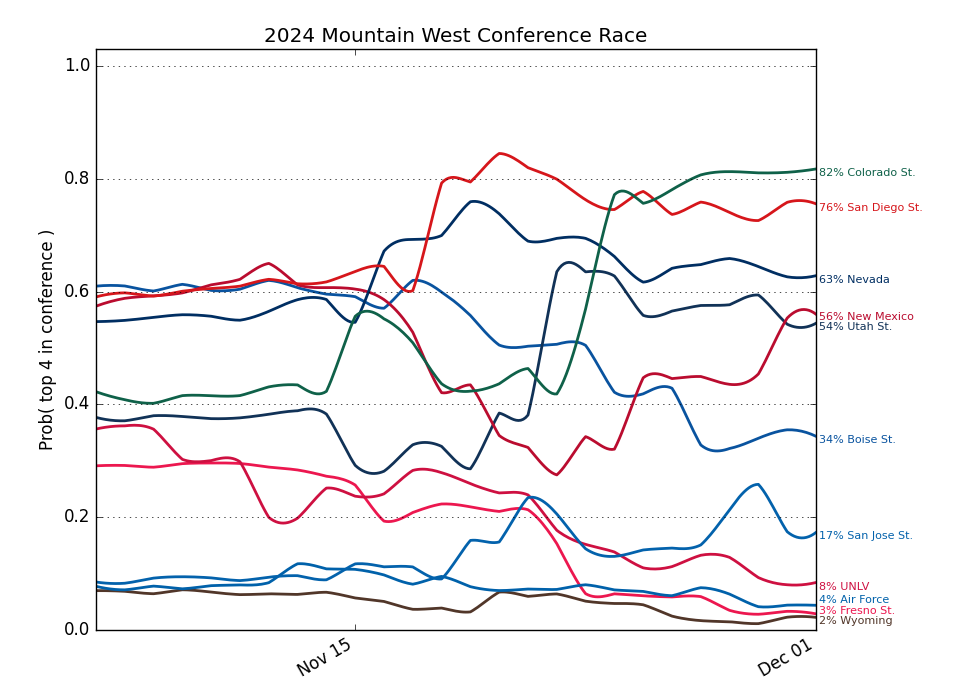 2024 Mountain West Conference Race
1.0
0.8
0.6
0.4
0.2
0.0
Prob( top 4 in conference )
Nov 15
Dec 01
82% Colorado St.
76% San Diego St.
63% Nevada
56% New Mexico
54% Utah St.
34% Boise St.
17% San Jose St.
8% UNLV
4% Air Force
3% Fresno St.
2% Wyoming